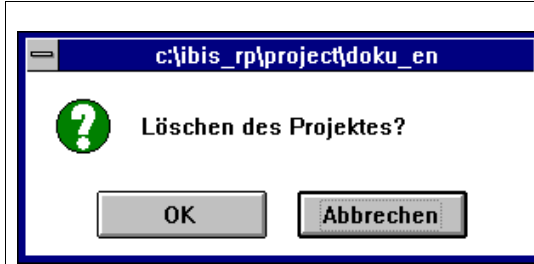 c:\ibis_rp\project\doku_en
Löschen des Projektes?
OK
Abbrechen